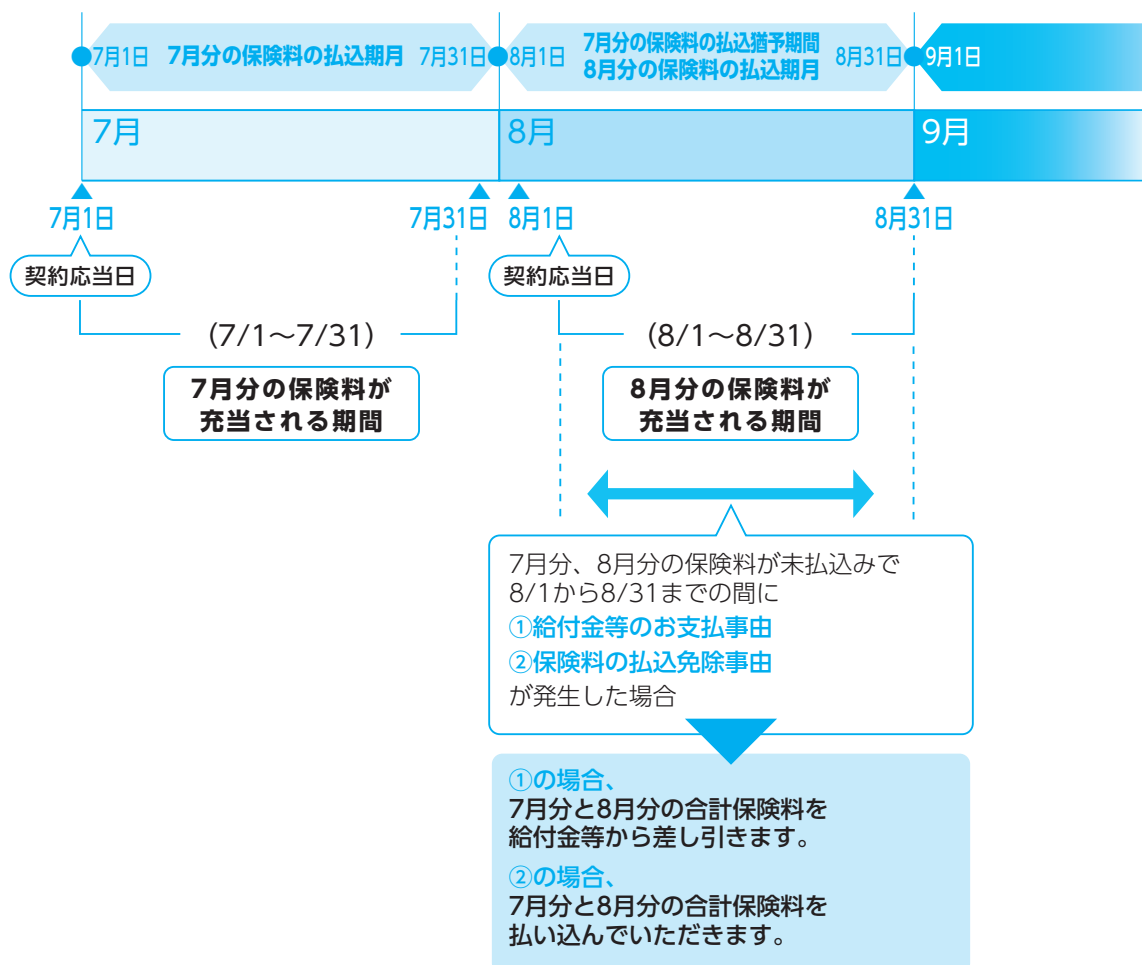 7月1日 7月分の保険料の払込期月 7月31日
8月1日 7月分の保険料の払込猶予期間
8月分の保険料の払込期月 8月31日
9月1日
7月
8月
9月
7月1日
7月31日
8月1日
8月31日
契約応当日
契約応当日
(7/1〜7/31)
(8/1〜8/31)
7月分の保険料が
充当される期間
8月分の保険料が
充当される期間
7月分、8月分の保険料が未払込みで
8/1から8/31までの間に
①給付金等のお支払事由
②保険料の払込免除事由
が発生した場合
①の場合、
7月分と8月分の合計保険料を
給付金等から差し引きます。
②の場合、
7月分と8月分の合計保険料を
払い込んでいただきます。